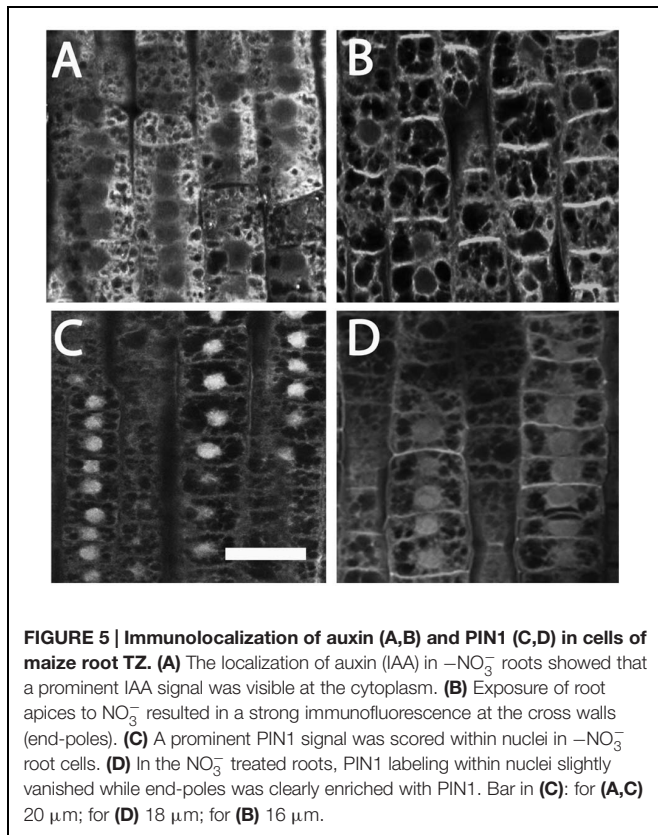 A
B
C
D
FIGURE 5 | Immunolocalization of auxin (A,B) and PIN1 (C,D) in cells of
maize root TZ. (A) The localization of auxin (IAA) in −NO₃⁻ roots showed that
a prominent IAA signal was visible at the cytoplasm. (B) Exposure of root
apices to NO₃⁻ resulted in a strong immunofluorescence at the cross walls
(end-poles). (C) A prominent PIN1 signal was scored within nuclei in −NO₃⁻
root cells. (D) In the NO₃⁻ treated roots, PIN1 labeling within nuclei slightly
vanished while end-poles was clearly enriched with PIN1. Bar in (C): for (A,C)
20 μm; for (D) 18 μm; for (B) 16 μm.